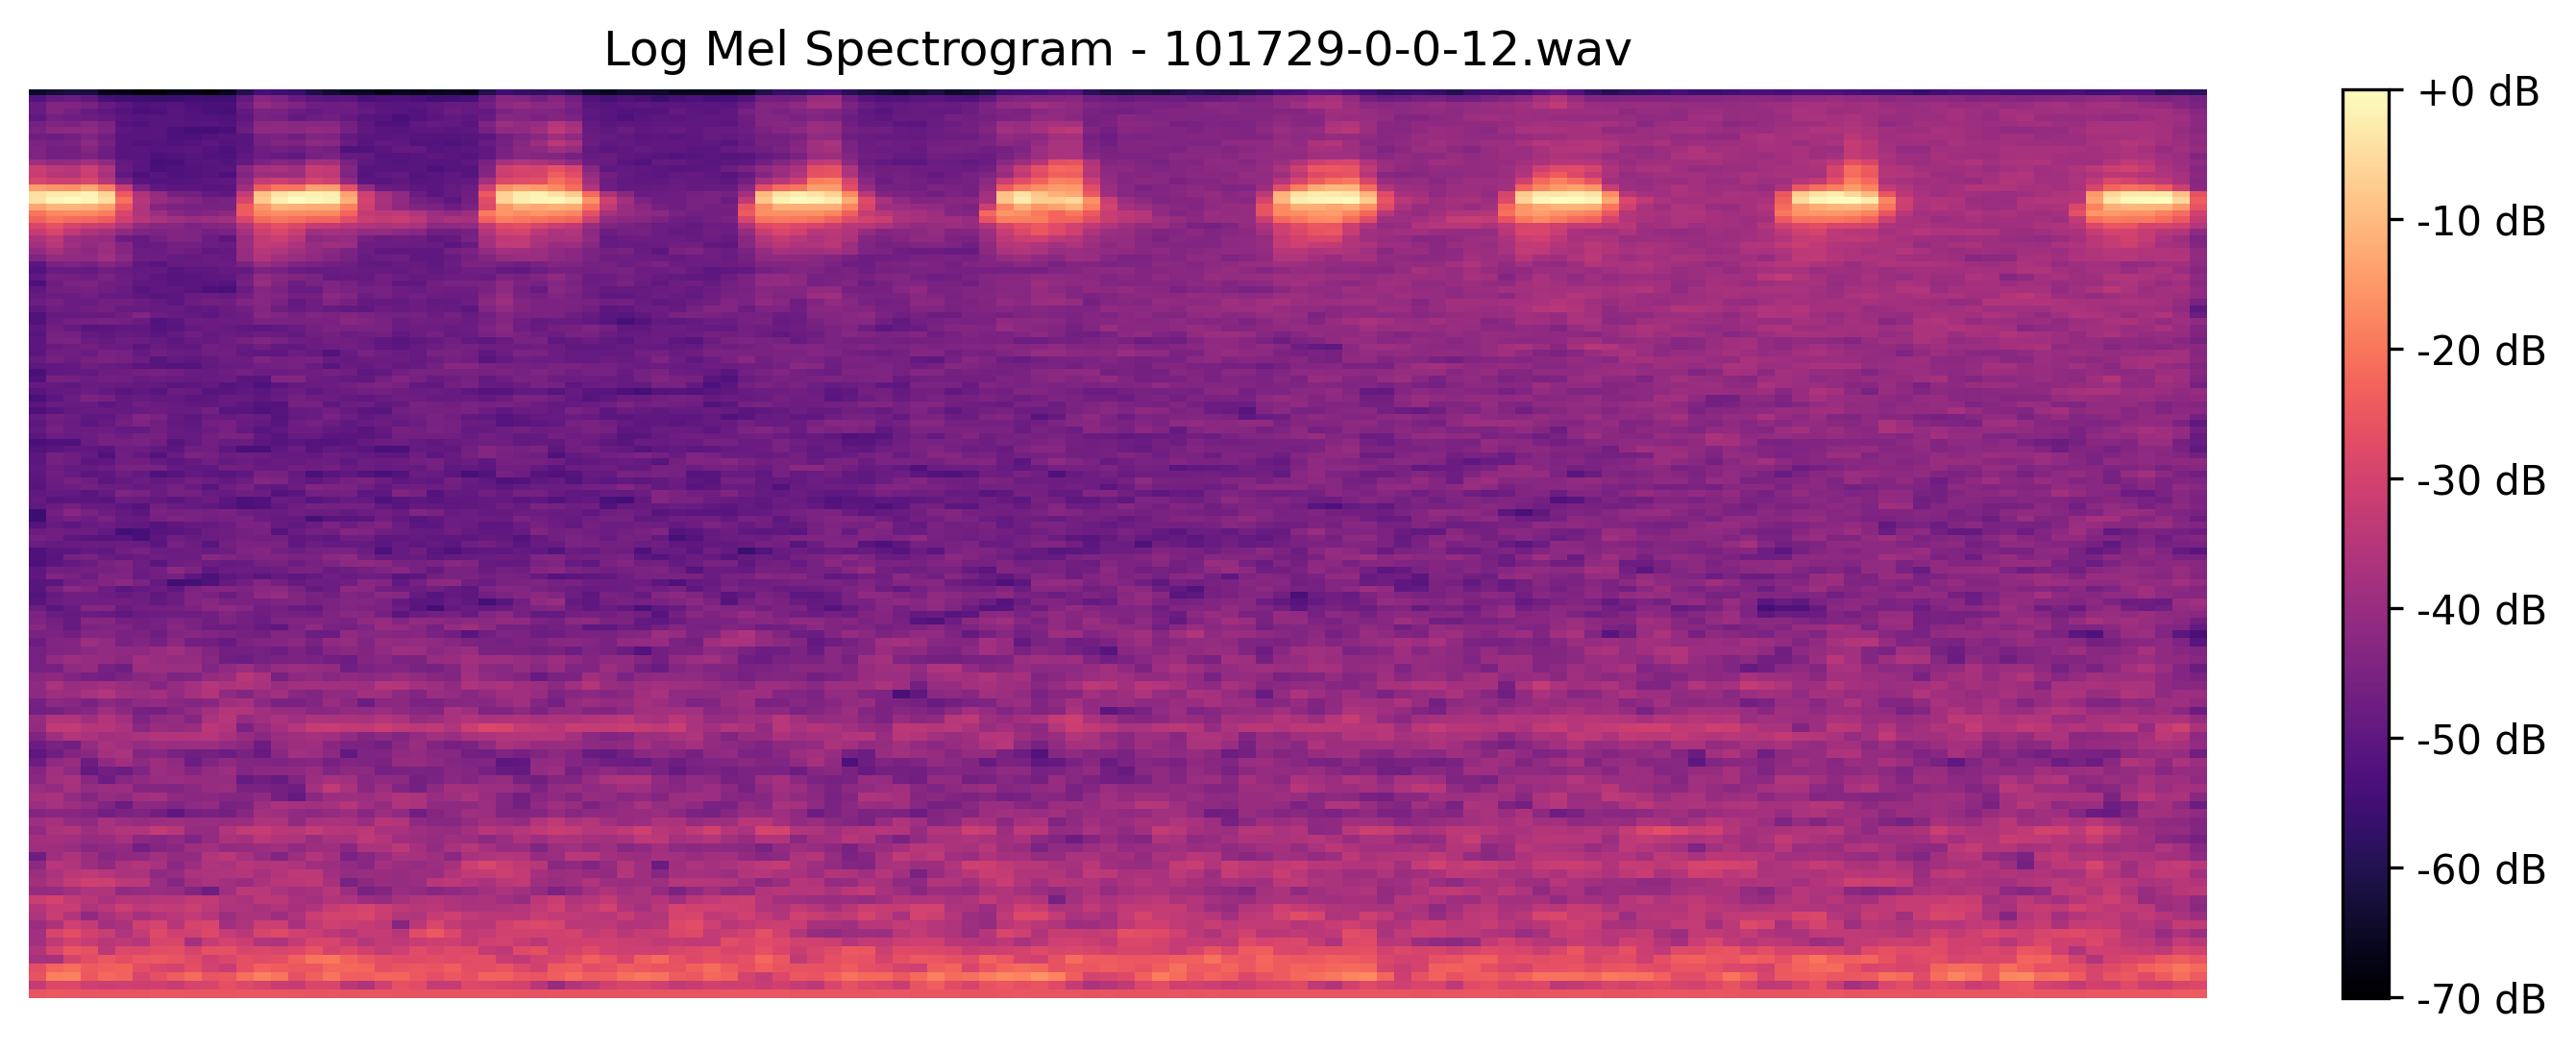 Log Mel Spectrogram - 101729-0-0-12.wav
+0 dB
-10 dB
-20 dB
-30 dB
-40 dB
-50 dB
-60 dB
-70 dB